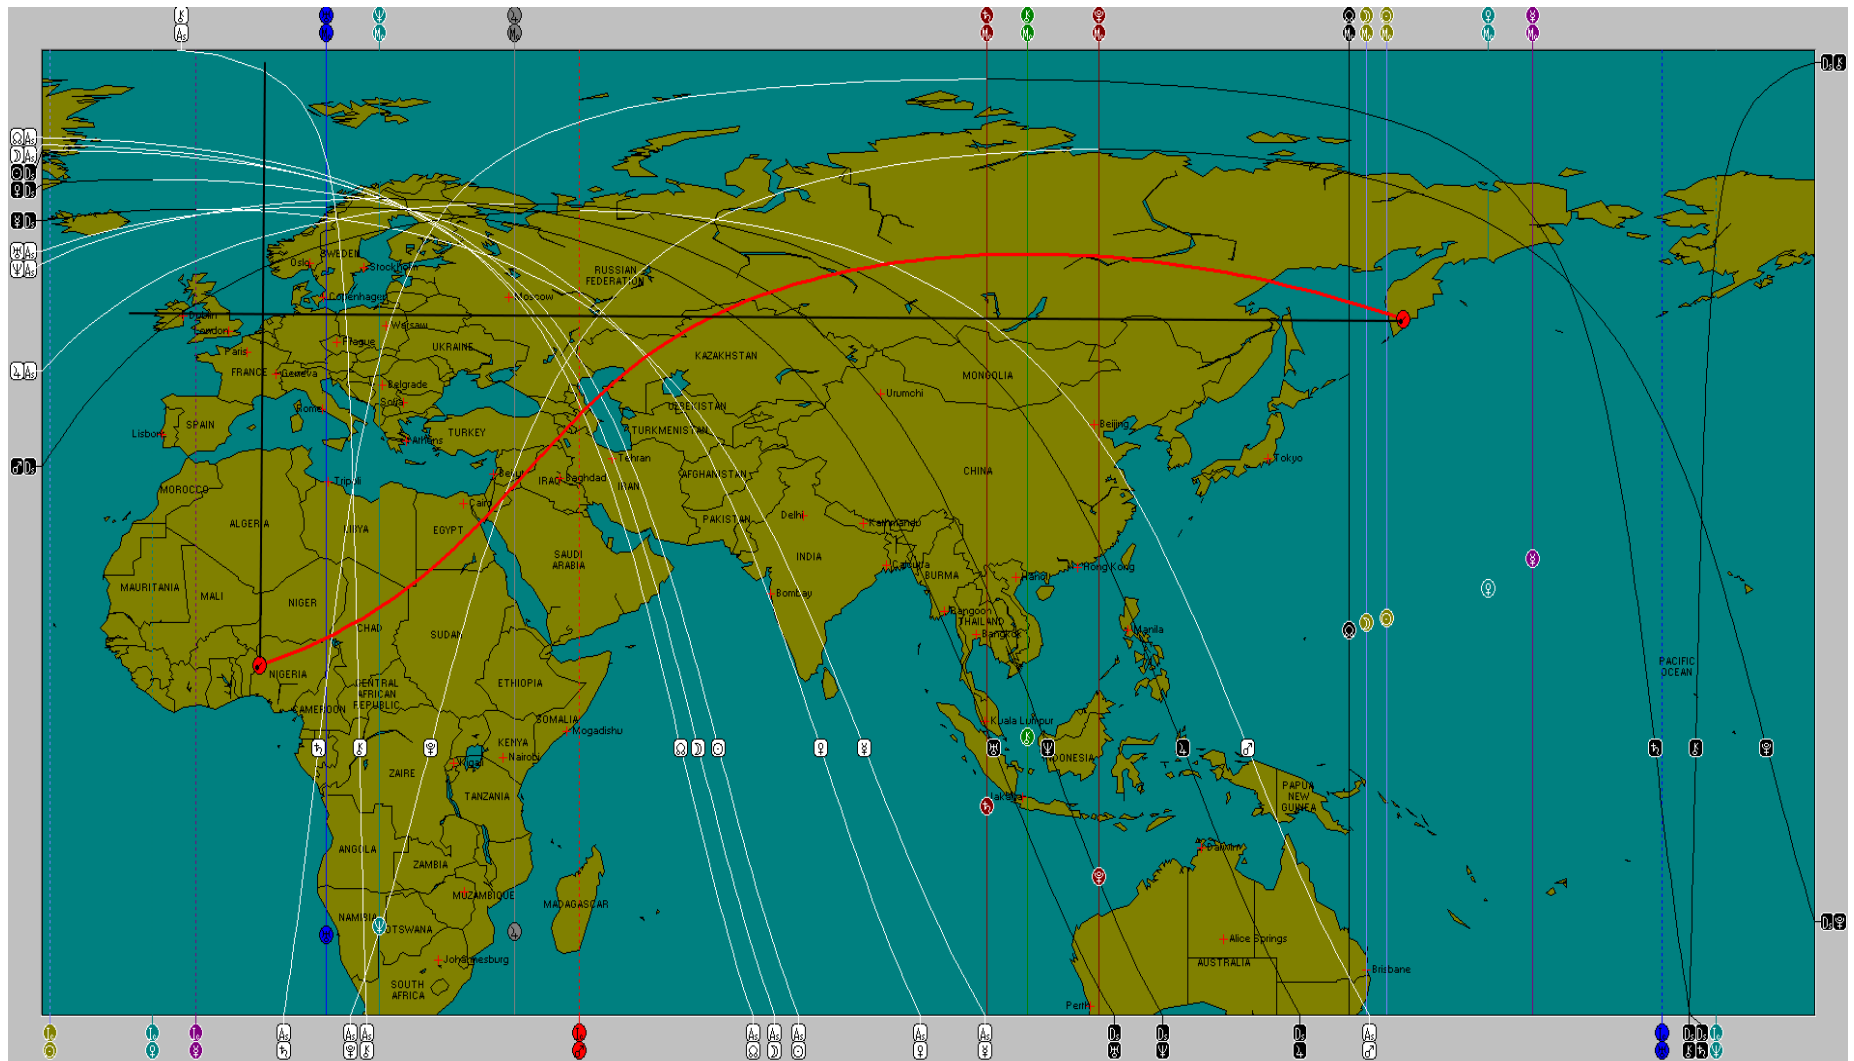 Oslo
SWEDEN
Stockholm
RUSSIAN
FEDERATION
Copenhagen
Moscow
Dublin
London
Warsaw
Prague
UKRAINE
Paris
KAZAKHSTAN
FRANCE
Geneva
MONGOLIA
Belgrade
Urumohi
Sofia
Rome
UZBEKISTAN
SPAIN
Beijing
Lisbon
TURKEY
TURKMENISTAN
Athens
Tehran
Tokyo
CHINA
AFGHANISTAN
Tripoli
IRAQ
Baghdad
IRAN
MOROCCO
Cairo
PAKISTAN
Delhi
ALGERIA
LIBYA
EGYPT
Kathmandu
SAUDI
ARABIA
INDIA
Calcutta
Hong Kong
BURMA
Hanoi
MAURITANIA
MALI
NIGER
Bombay
Rangoon
CHAD
SUDAN
THAILAND
Bangkok
Manila
NIGERIA
CENTRAL
AFRICAN
REPUBLIC
ETHIOPIA
PACIFIC
OCEAN
CAMEROON
SOMALIA
Mogadishu
Kuala Lumpur
KENYA
Nairobi
Kigali
INDONESIA
ZAIRE
TANZANIA
Jakarta
PAPUA
NEW
GUINEA
ANGOLA
ZAMBIA
Darwin
MUZAMBIQUE
MADAGASCAR
NAMIBIA
BOTSWANA
Alice Springs
Johannesburg
AUSTRALIA
Brisbane
SOUTH
AFRICA
Perth